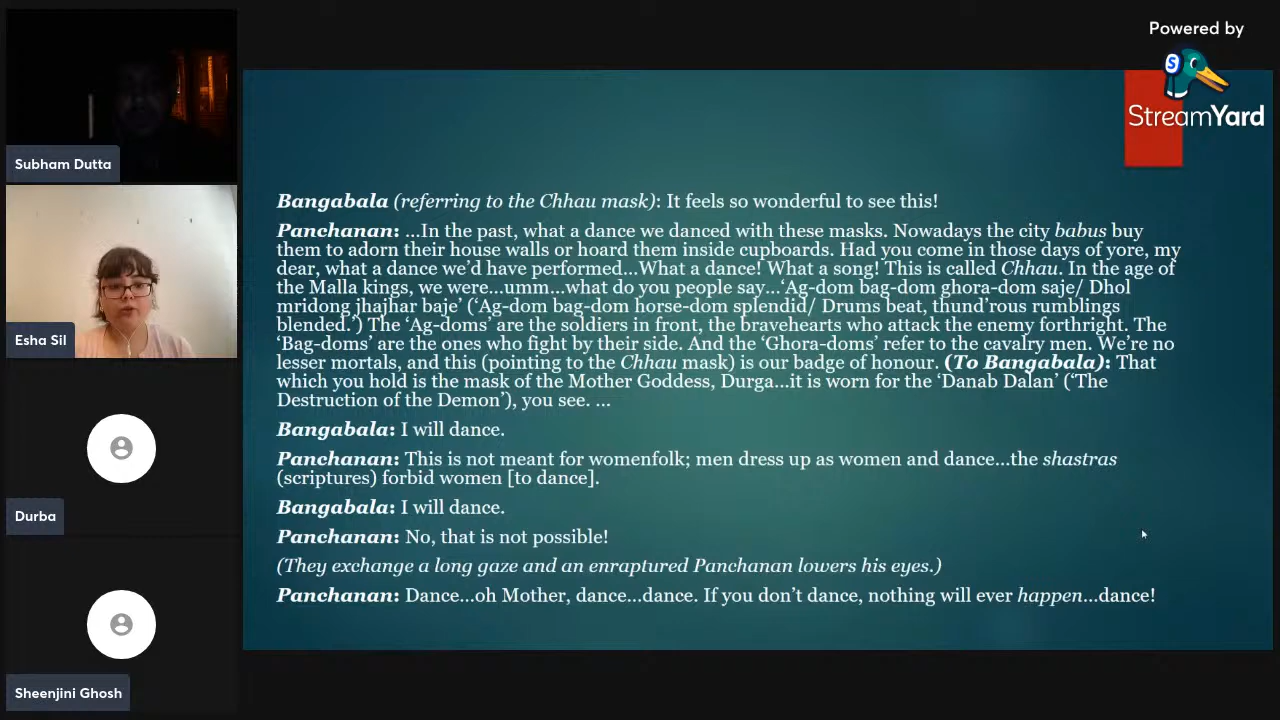 Powered by
StreamYard
Subham Dutta
Esha Sil
Durba
Sheenjini Ghosh
Bangabala (referring to the Chhau mask): It feels so wonderful to see this!
Panchanan: …In the past, what a dance we danced with these masks. Nowadays the city babus buy
them to adorn their house walls or hoard them inside cupboards. Had you come in those days of yore, my
dear, what a dance we’d have performed…What a dance! What a song! This is called Chhau. In the age of
the Malla kings, we were…umm…what do you people say…‘Ag-dom bag-dom ghora-dom saje/ Dhol
mridong jhajhar baje’ (‘Ag-dom bag-dom horse-dom splendid/ Drums beat, thund’rous rumblings
blended.’) The ‘Ag-doms’ are the soldiers in front, the bravehearts who attack the enemy forthright. The
‘Bag-doms’ are the ones who fight by their side. And the ‘Ghora-doms’ refer to the cavalry men. We’re no
lesser mortals, and this (pointing to the Chhau mask) is our badge of honour. (To Bangabala): That
which you hold is the mask of the Mother Goddess, Durga…it is worn for the ‘Danab Dalan’ (‘The
Destruction of the Demon’), you see. …
Bangabala: I will dance.
Panchanan: This is not meant for womenfolk; men dress up as women and dance…the shastras
(scriptures) forbid women [to dance].
Bangabala: I will dance.
Panchanan: No, that is not possible!
(They exchange a long gaze and an enraptured Panchanan lowers his eyes.)
Panchanan: Dance…oh Mother, dance…dance. If you don’t dance, nothing will ever happen…dance!